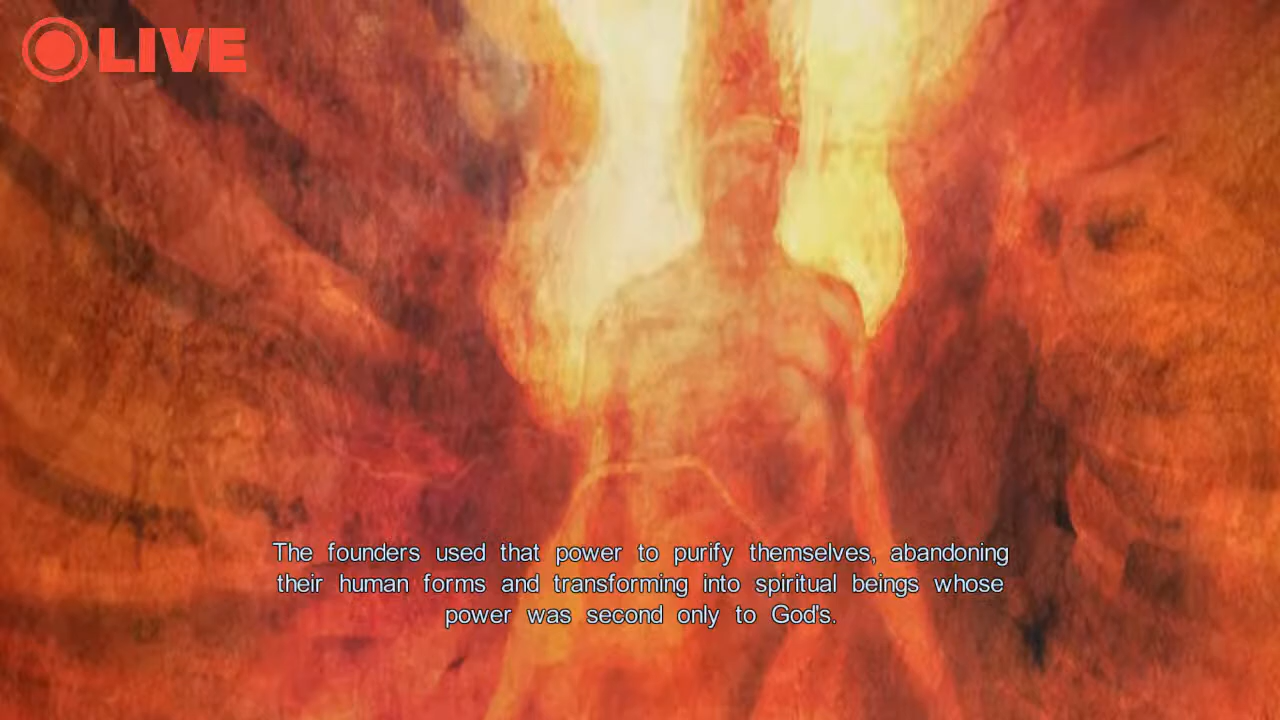 LIVE
The founders used that power to purify themselves, abandoning
their human forms and transforming into spiritual beings whose
power was second only to God's.